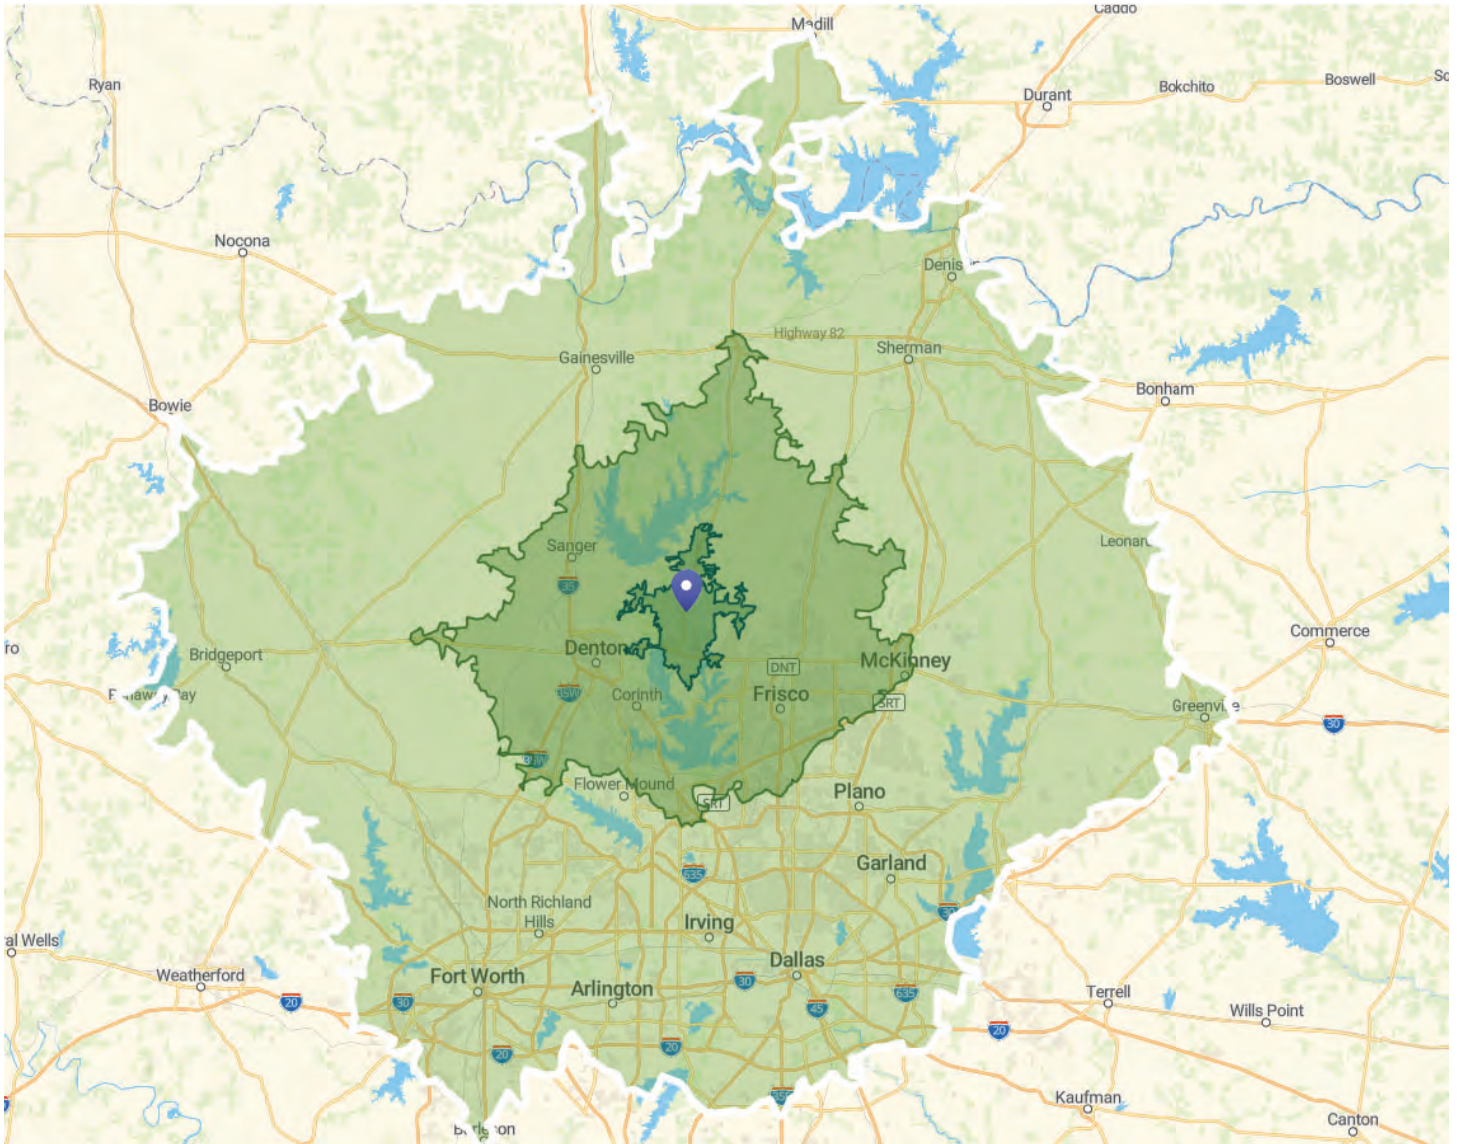 Caddo
Madill
Ryan
Boswell
Bokchito
Durant
Nocona
Denis
Highway 82
Sherman
Gainesville
Bonham
Bowie
Leonard
Sanger
35
Commerce
Denton
Bridgeport
McKinney
DNT
35W
Corinth
Frisco
SRT
Greenville
30
35W
Flower Mound
Plano
SRT
Garland
635
North Richland
Hills
30
Irving
al Wells
Dallas
Weatherford
Fort Worth
30
Arlington
635
Terrell
20
30
45
Wills Point
20
20
20
Kaufman
Canton